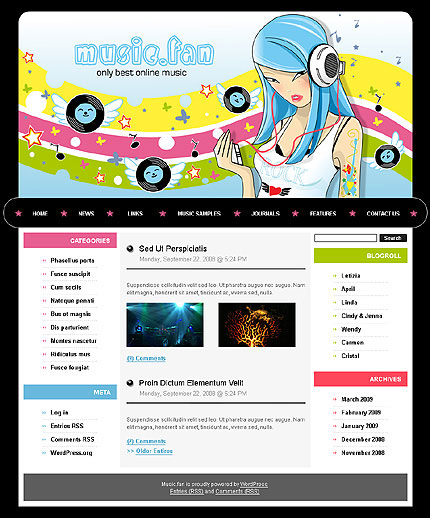 music.fan
only best online music
HOME NEWS LINKS MUSIC SAMPLES JOURNALS FEATURES CONTACT US
CATEGORIES
Phasellus porta
Fusce suscipit
Cum sociis
Natoque penati
Bus et magnis
Dis parturient
Montes nascetur
Ridiculus mus
Fusce feugiat
META
Log in
Entries RSS
Comments RSS
WordPress.org
Sed Ut Perspiciatis
Monday, September 22, 2008 @ 5:24 PM
Suspendisse sollicitudin velit sed leo. Ut pharetra augue nec augue. Nam
elit magna, hendrerit sit amet, tincidunt ac, viverra sed, nulla.
(0) Comments
Proin Dictum Elementum Velit
Monday, September 22, 2008 @ 5:24 PM
Suspendisse sollicitudin velit sed leo. Ut pharetra augue nec augue. Nam
elit magna, hendrerit sit amet, tincidunt ac, viverra sed, nulla.
(0) Comments
>> Older Entries
Search
BLOGROLL
Letizia
April
Linda
Cindy & Jenna
Wendy
Carmen
Cristal
ARCHIVES
March 2009
February 2009
January 2009
December 2008
November 2008
Music.fan is proudly powered by WordPress
Entries (RSS) and Comments (RSS)